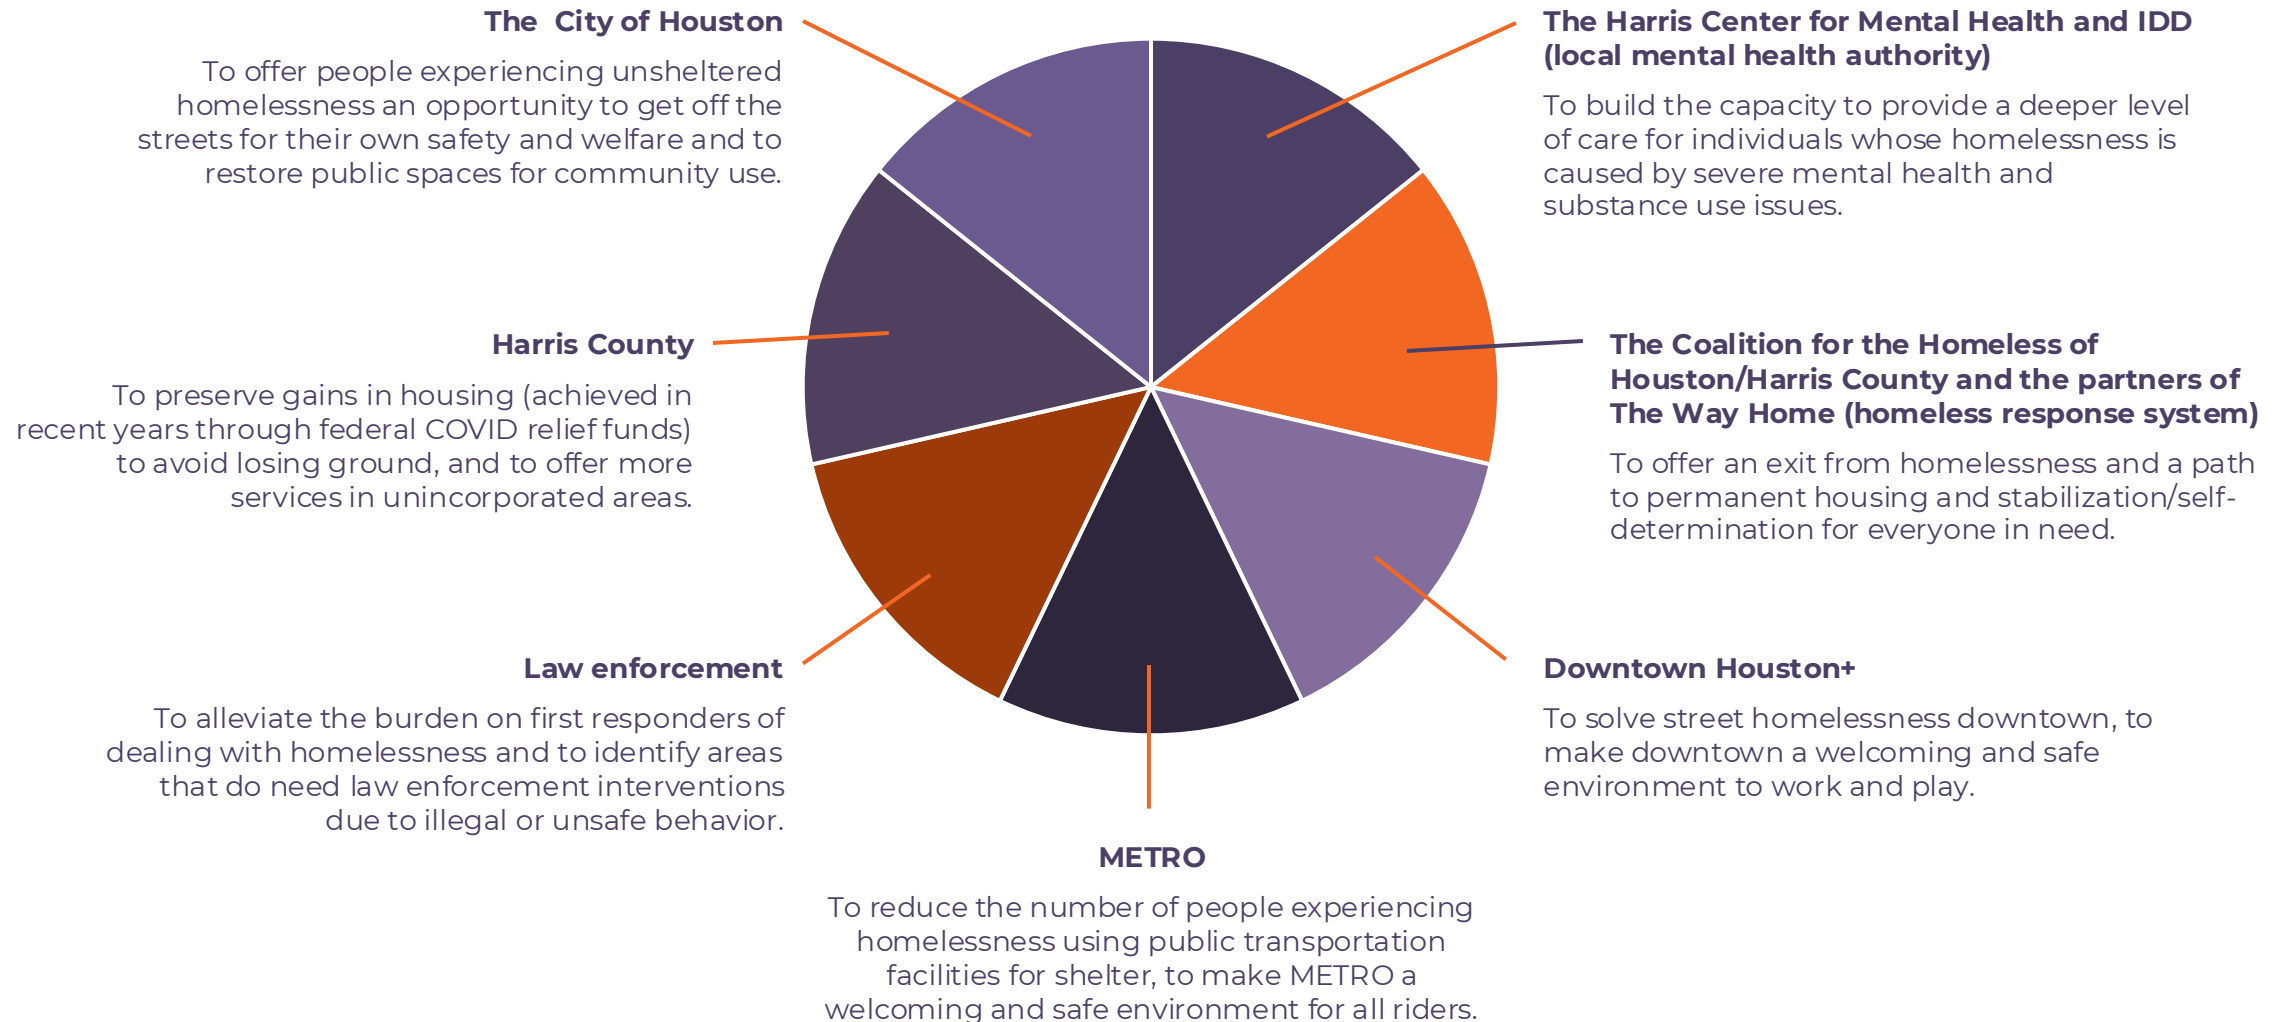 The  City of Houston
To offer people experiencing unsheltered
homelessness an opportunity to get off the
streets for their own safety and welfare and to
restore public spaces for community use.
The Harris Center for Mental Health and IDD
(local mental health authority)
To build the capacity to provide a deeper level
of care for individuals whose homelessness is
caused by severe mental health and
substance use issues.
Harris County
To preserve gains in housing (achieved in
recent years through federal COVID relief funds)
to avoid losing ground, and to offer more
services in unincorporated areas.
The Coalition for the Homeless of
Houston/Harris County and the partners of
The Way Home (homeless response system)
To offer an exit from homelessness and a path
to permanent housing and stabilization/self-
determination for everyone in need.
Law enforcement
To alleviate the burden on first responders of
dealing with homelessness and to identify areas
that do need law enforcement interventions
due to illegal or unsafe behavior.
Downtown Houston+
To solve street homelessness downtown, to
make downtown a welcoming and safe
environment to work and play.
METRO
To reduce the number of people experiencing
homelessness using public transportation
facilities for shelter, to make METRO a
welcoming and safe environment for all riders.